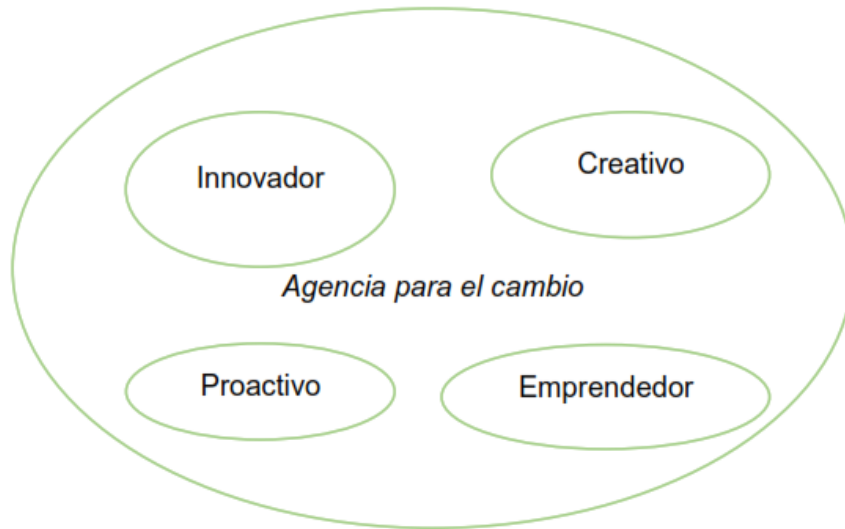 Innovador
Creativo
Agencia para el cambio
Proactivo
Emprendedor